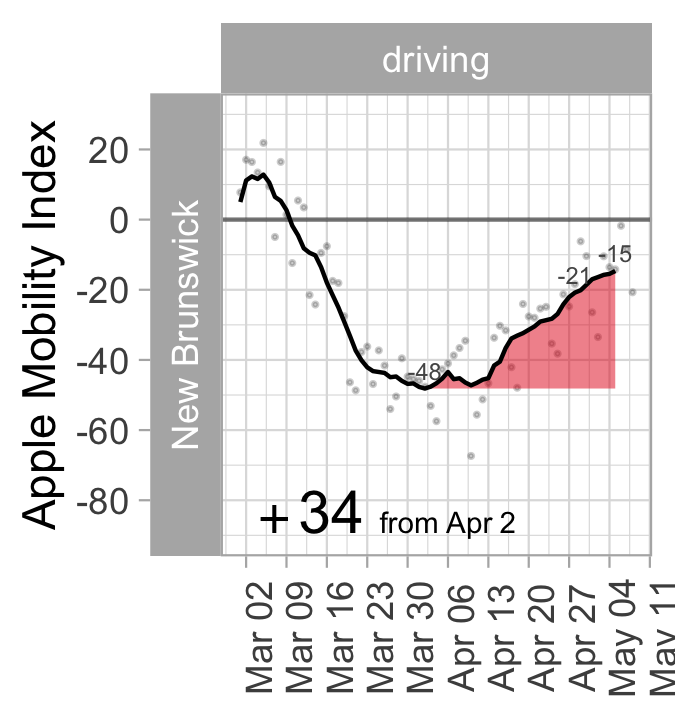 driving
Apple Mobility Index
New Brunswick
20
0
-20
-40
-60
-80
-15
-21
-48
+34 from Apr 2
Mar 02
Mar 09
Mar 16
Mar 23
Mar 30
Apr 06
Apr 13
Apr 20
Apr 27
May 04
May 11